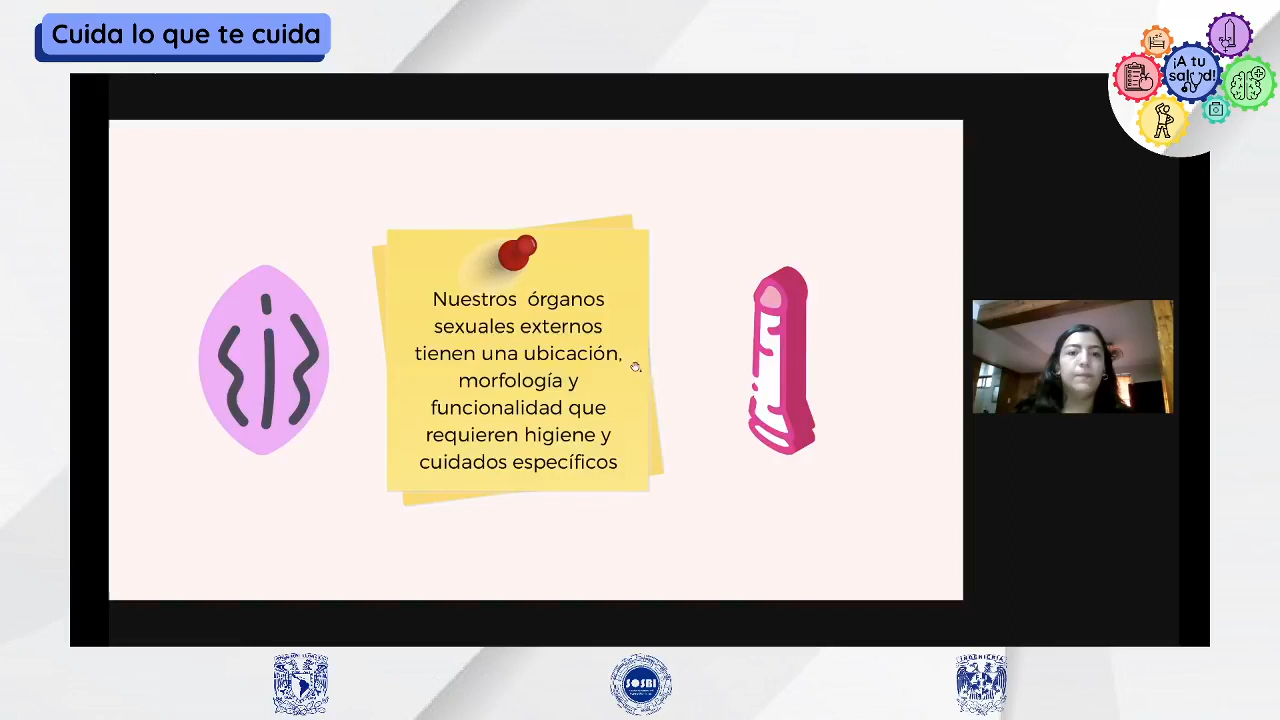 Cuida lo que te cuida
¡A tu
salud!
Nuestros órganos
sexuales externos
tienen una ubicación,
morfología y
funcionalidad que
requieren higiene y
cuidados específicos
SOSBI
INGENIERIA